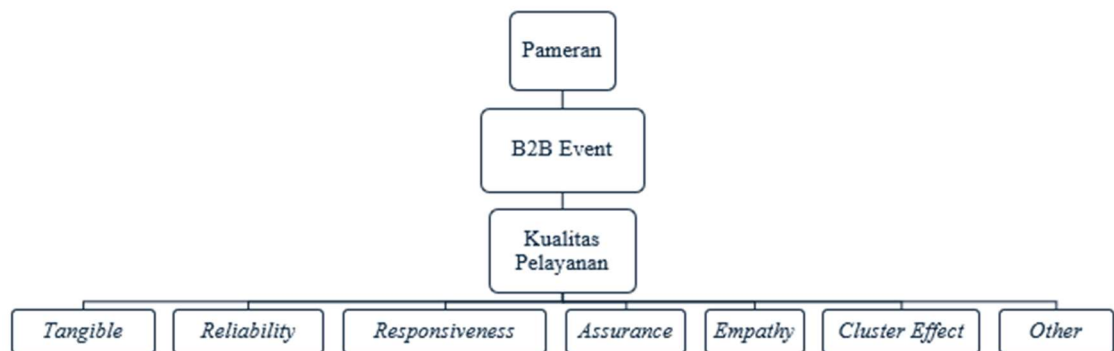 Pameran
B2B Event
Kualitas
Pelayanan
Tangible
Reliability
Responsiveness
Assurance
Empathy
Cluster Effect
Other